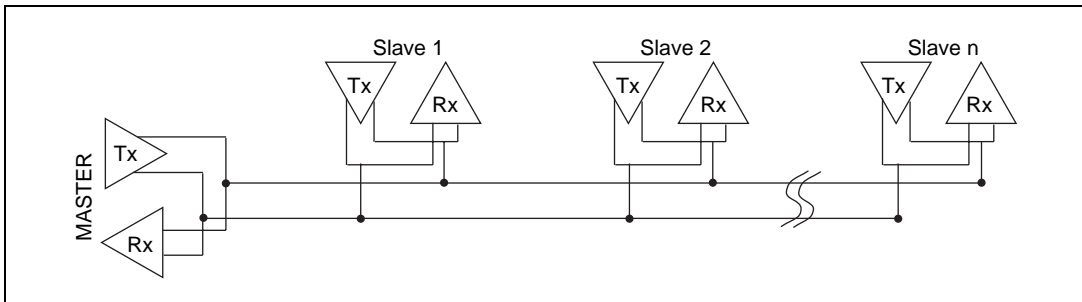 Slave 1
Slave 2
Slave n
Tx
Rx
Tx
Rx
Tx
Rx
MASTER
Tx
Rx